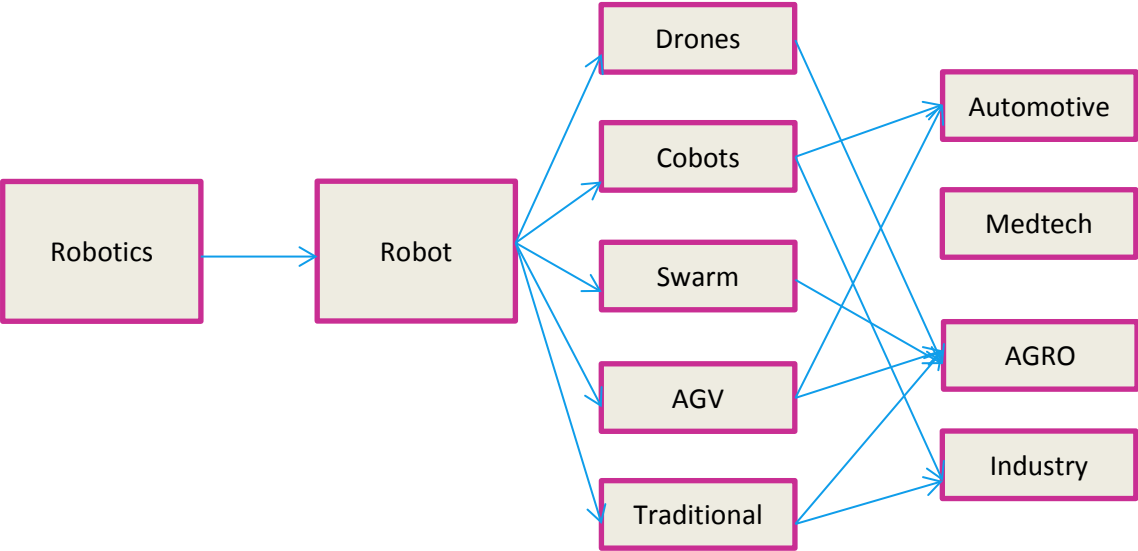 Robotics
Robot
Drones
Cobots
Swarm
AGV
Traditional
Automotive
Medtech
AGRO
Industry